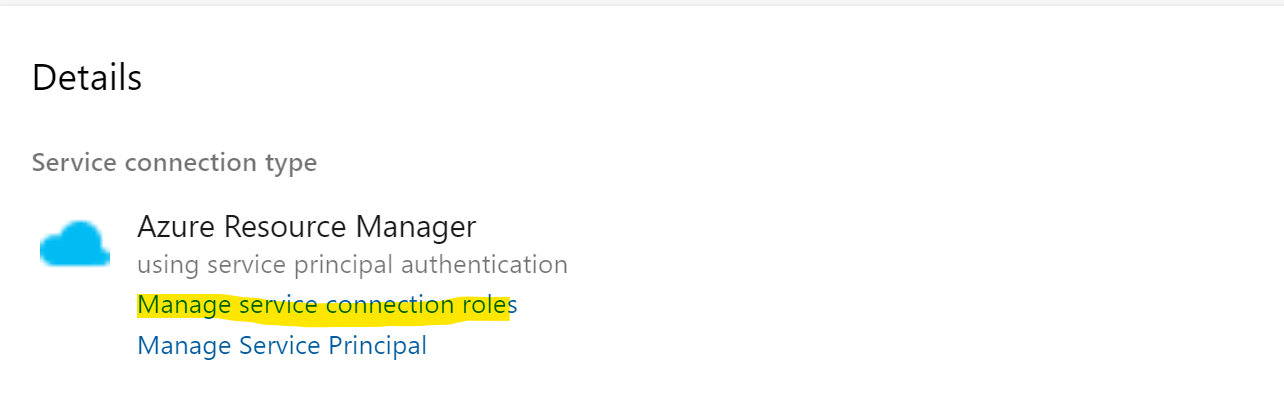 Details
Service connection type
Azure Resource Manager
using service principal authentication
Manage service connection roles
Manage Service Principal